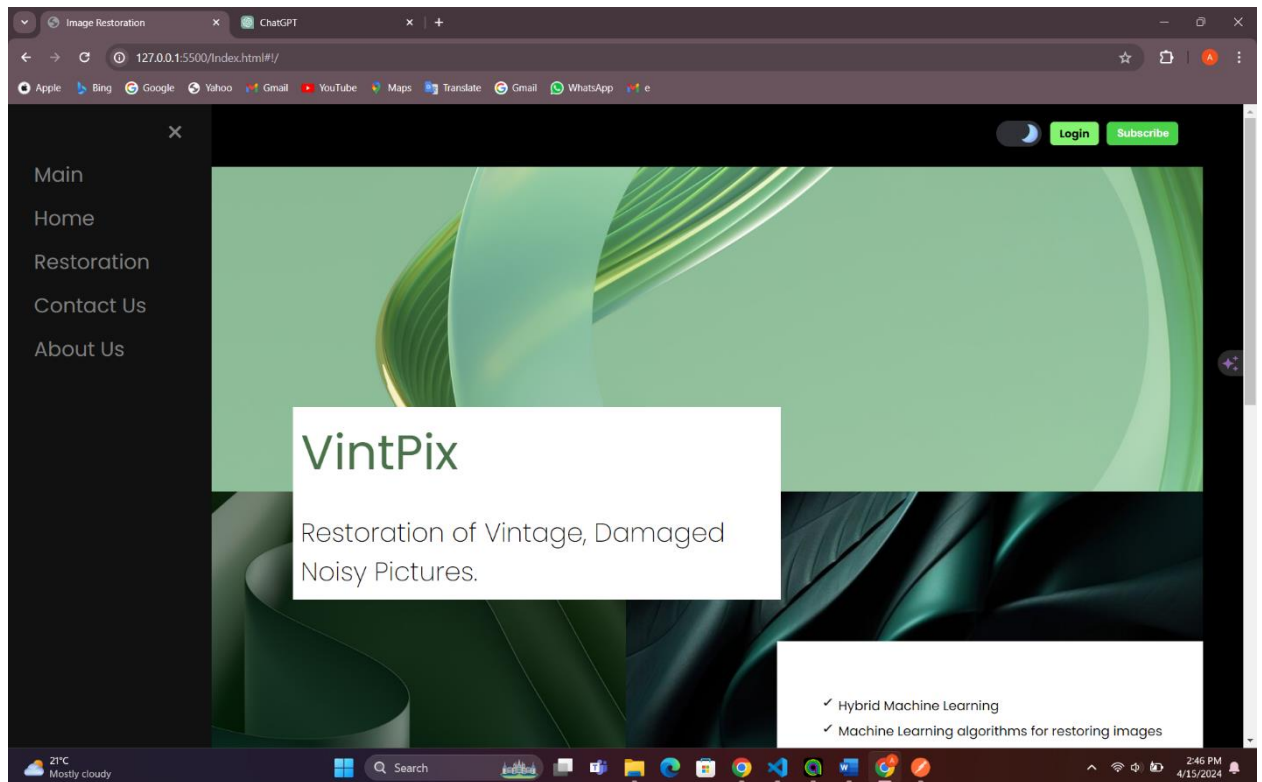 Image Restoration
ChatGPT
127.0.0.1:5500/Index.html#!/
A
Apple Bing Google Yahoo Gmail YouTube Maps Translate Gmail WhatsApp e
Login Subscribe
Main
Home
Restoration
Contact Us
About Us
VintPix
Restoration of Vintage, Damaged
Noisy Pictures.
Hybrid Machine Learning
Machine Learning algorithms for restoring images
21°C
Mostly cloudy
Search
2:46 PM
4/15/2024